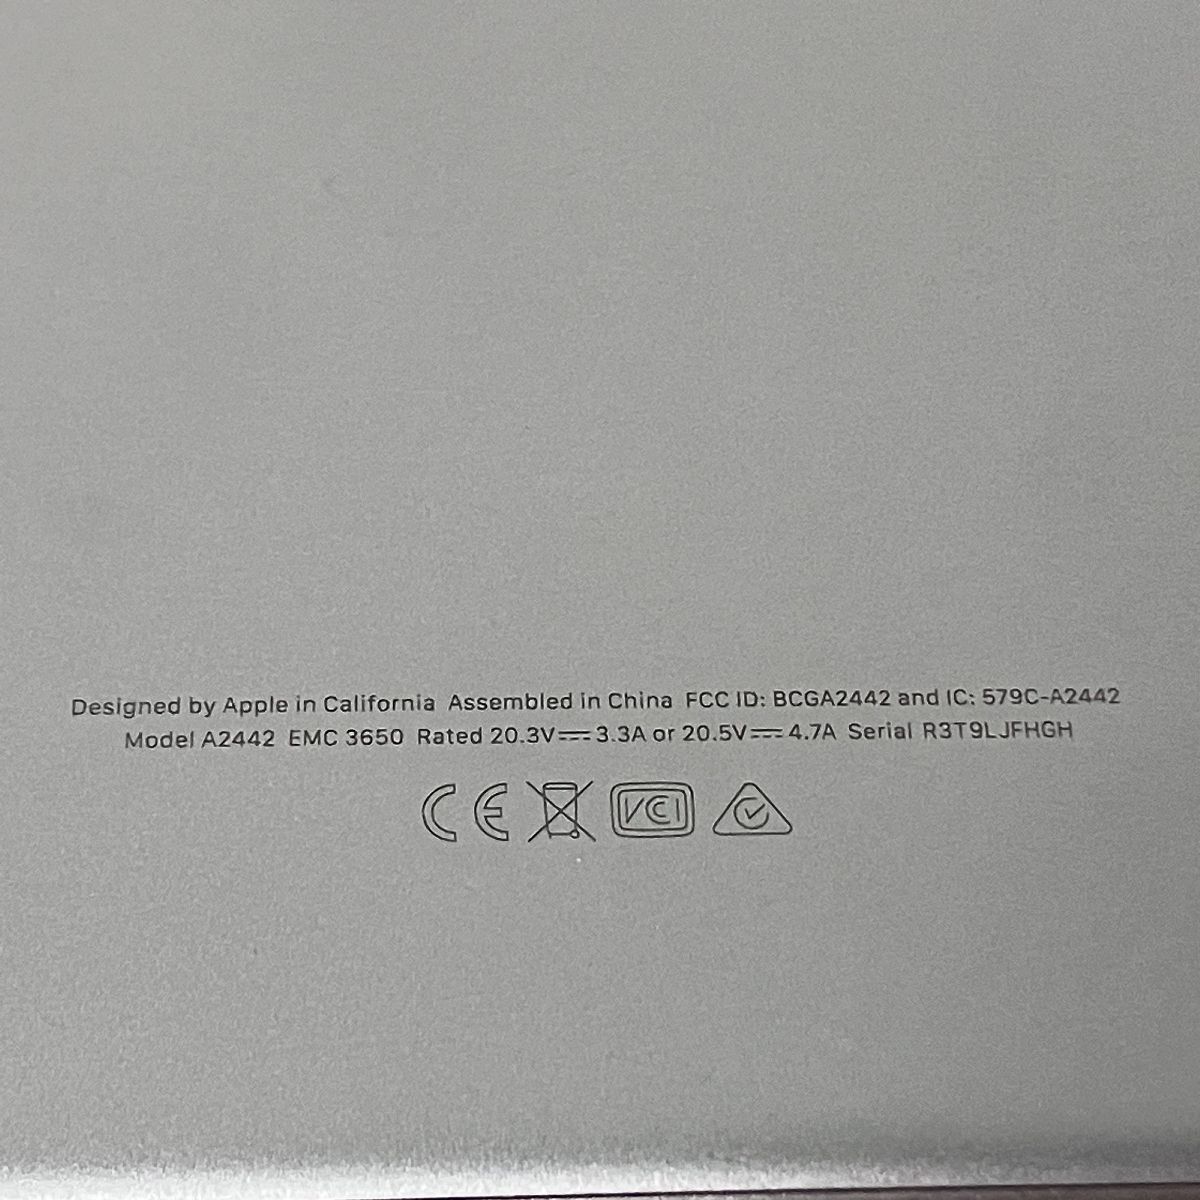 Designed by Apple in California Assembled in China FCC ID: BCGA2442 and IC: 579C-A2442
Model A2442 EMC 3650 Rated 20.3V⎓3.3A or 20.5V⎓4.7A Serial R3T9LJFHGH
CE VCI